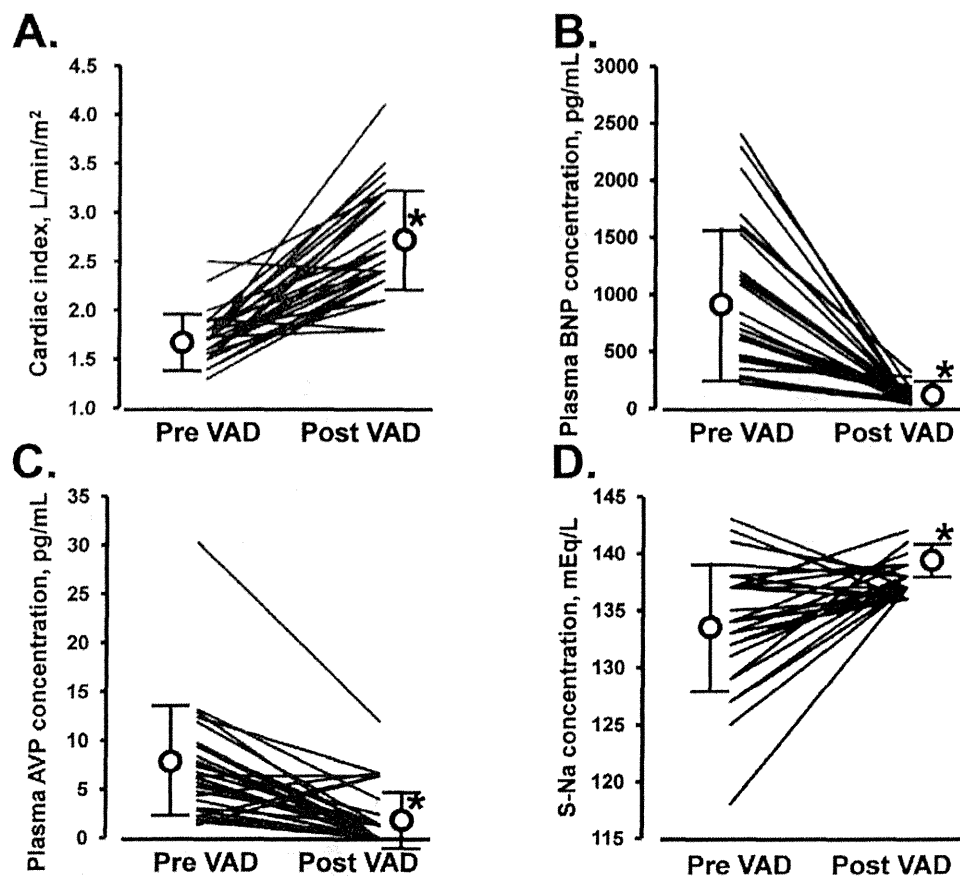 A.
Cardiac index, L/min/m²
4.5
4.0
3.5
3.0
2.5
2.0
1.5
1.0
*
Pre VAD Post VAD
B.
Plasma BNP concentration, pg/mL
3000
2500
2000
1500
1000
500
0
*
Pre VAD Post VAD
C.
Plasma AVP concentration, pg/mL
35
30
25
20
15
10
5
0
*
Pre VAD Post VAD
D.
S-Na concentration, mEq/L
145
140
135
130
125
120
115
*
Pre VAD Post VAD